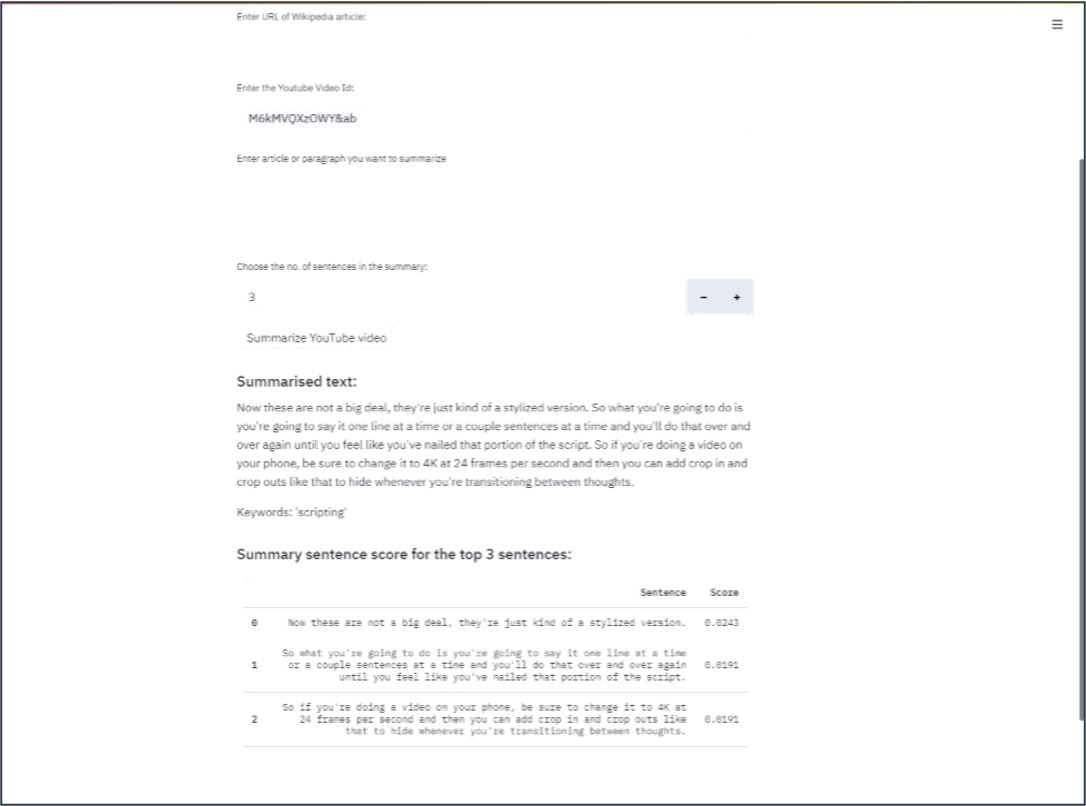 Enter URL of Wikipedia article:
Enter the Youtube Video Id:
M6kMVQXzOWY&ab
Enter article or paragraph you want to summarize
Choose the no. of sentences in the summary:
3
- +
Summarize YouTube video
Summarised text:
Now these are not a big deal, they're just kind of a stylized version. So what you're going to do is
you're going to say it one line at a time or a couple sentences at a time and you'll do that over and
over again until you feel like you've nailed that portion of the script. So if you're doing a video on
your phone, be sure to change it to 4K at 24 frames per second and then you can add crop in and
crop outs like that to hide whenever you're transitioning between thoughts.
Keywords: 'scripting'
Summary sentence score for the top 3 sentences:
Sentence Score
0 Now these are not a big deal, they're just kind of a stylized version. 0.0243
So what you're going to do is you're going to say it one line at a time
1 or a couple sentences at a time and you'll do that over and over again 0.0191
until you feel like you've nailed that portion of the script.
So if you're doing a video on your phone, be sure to change it to 4K at
2 24 frames per second and then you can add crop in and crop outs like 0.0191
that to hide whenever you're transitioning between thoughts.